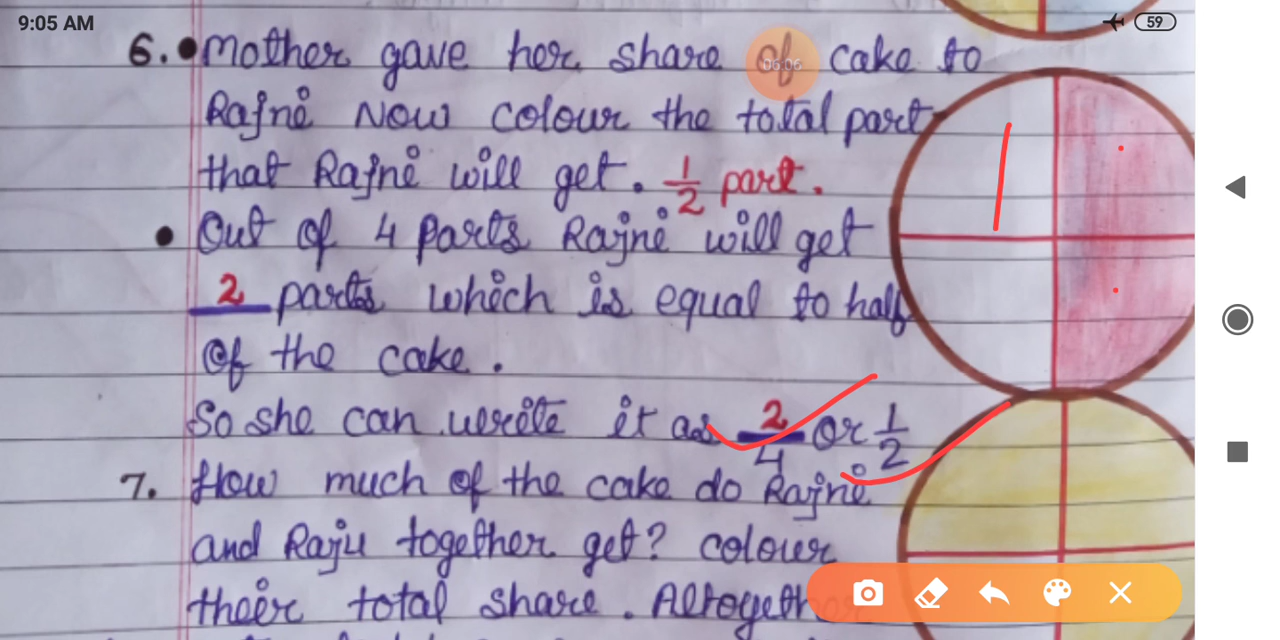 9:05 AM
59
6. • Mother gave her share of cake to
06:06
Rajni Now colour the total part
that Rajni will get. 1/2 part.
• Out of 4 parts Rajni will get
2 parts which is equal to half
of the cake.
So she can write it as 2/4 or 1/2
7. How much of the cake do Rajni
and Raju together get? colour
their total share. Altogeth